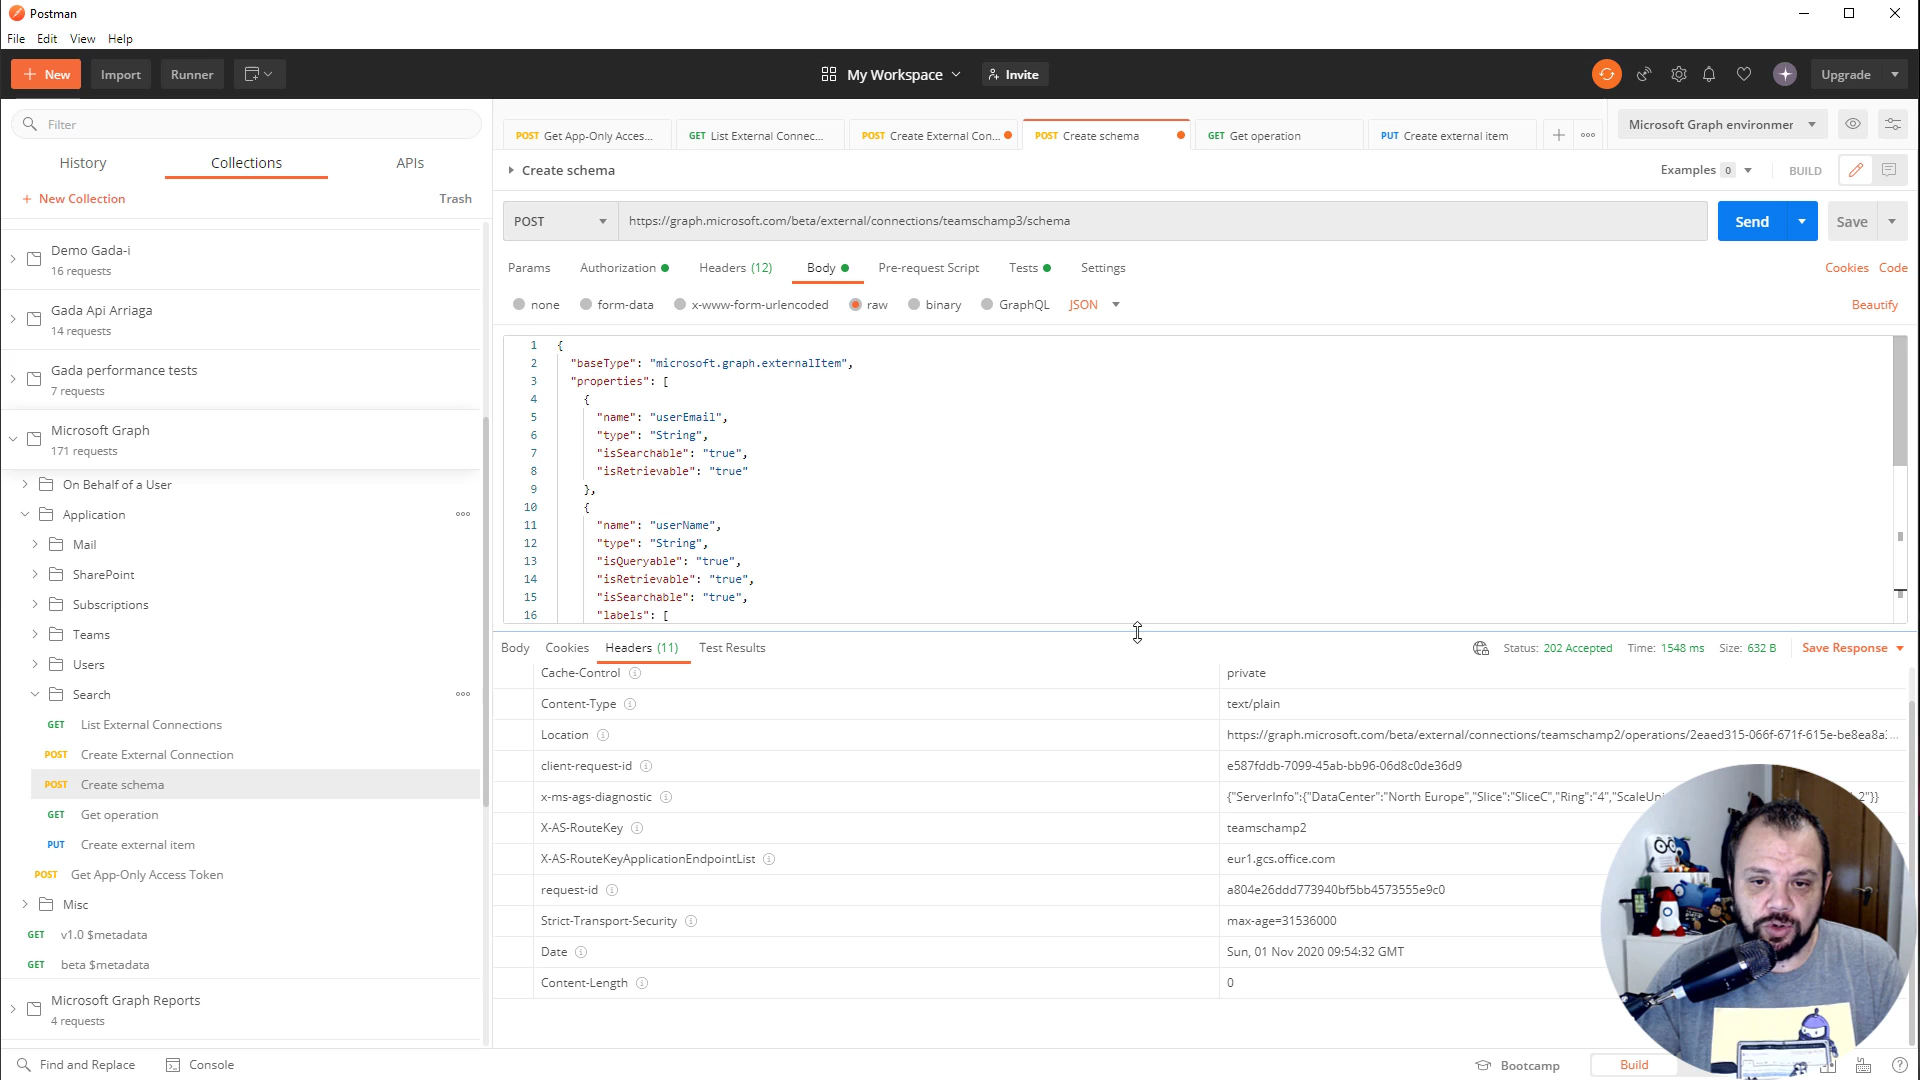 Postman
File Edit View Help
+ New Import Runner
My Workspace Invite
Upgrade
Filter
History Collections APIs
+ New Collection Trash
Demo Gada-i
16 requests
Gada Api Arriaga
14 requests
Gada performance tests
7 requests
Microsoft Graph
171 requests
On Behalf of a User
Application
Mail
SharePoint
Subscriptions
Teams
Users
Search
GET List External Connections
POST Create External Connection
POST Create schema
GET Get operation
PUT Create external item
POST Get App-Only Access Token
Misc
GET v1.0 $metadata
GET beta $metadata
Microsoft Graph Reports
4 requests
POST Get App-Only Acces... GET List External Connec... POST Create External Con... POST Create schema GET Get operation PUT Create external item
Microsoft Graph environmer
Create schema
Examples 0 BUILD
POST https://graph.microsoft.com/beta/external/connections/teamschamp3/schema Send Save
Params Authorization Headers (12) Body Pre-request Script Tests Settings Cookies Code
none form-data x-www-form-urlencoded raw binary GraphQL JSON Beautify
1 {
2 "baseType": "microsoft.graph.externalItem",
3 "properties": [
4 {
5 "name": "userEmail",
6 "type": "String",
7 "isSearchable": "true",
8 "isRetrievable": "true"
9 },
10 {
11 "name": "userName",
12 "type": "String",
13 "isQueryable": "true",
14 "isRetrievable": "true",
15 "isSearchable": "true",
16 "labels": [
Body Cookies Headers (11) Test Results Status: 202 Accepted Time: 1548 ms Size: 632 B Save Response
Cache-Control private
Content-Type text/plain
Location https://graph.microsoft.com/beta/external/connections/teamschamp2/operations/2eaed315-066f-671f-615e-be8ea8a...
client-request-id e587fddb-7099-45ab-bb96-06d8c0de36d9
x-ms-ags-diagnostic {"ServerInfo":{"DataCenter":"North Europe","Slice":"SliceC","Ring":"4","ScaleUni 2"}}
X-AS-RouteKey teamschamp2
X-AS-RouteKeyApplicationEndpointList eur1.gcs.office.com
request-id a804e26ddd773940bf5bb4573555e9c0
Strict-Transport-Security max-age=31536000
Date Sun, 01 Nov 2020 09:54:32 GMT
Content-Length 0
Find and Replace Console Bootcamp Build